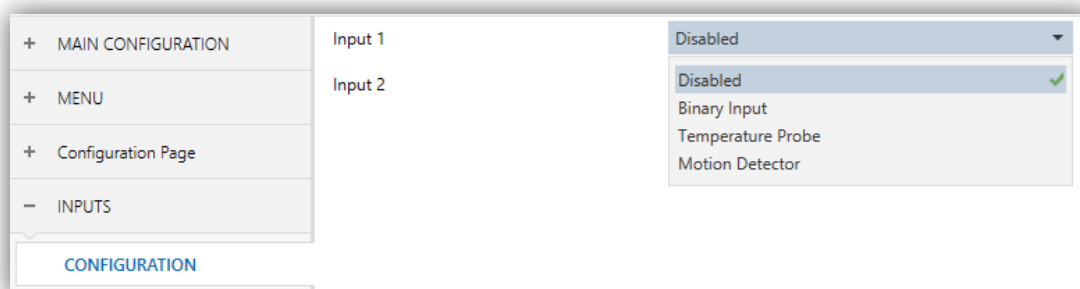 + MAIN CONFIGURATION
+ MENU
+ Configuration Page
− INPUTS
CONFIGURATION
Input 1
Disabled
Input 2
Disabled
Binary Input
Temperature Probe
Motion Detector